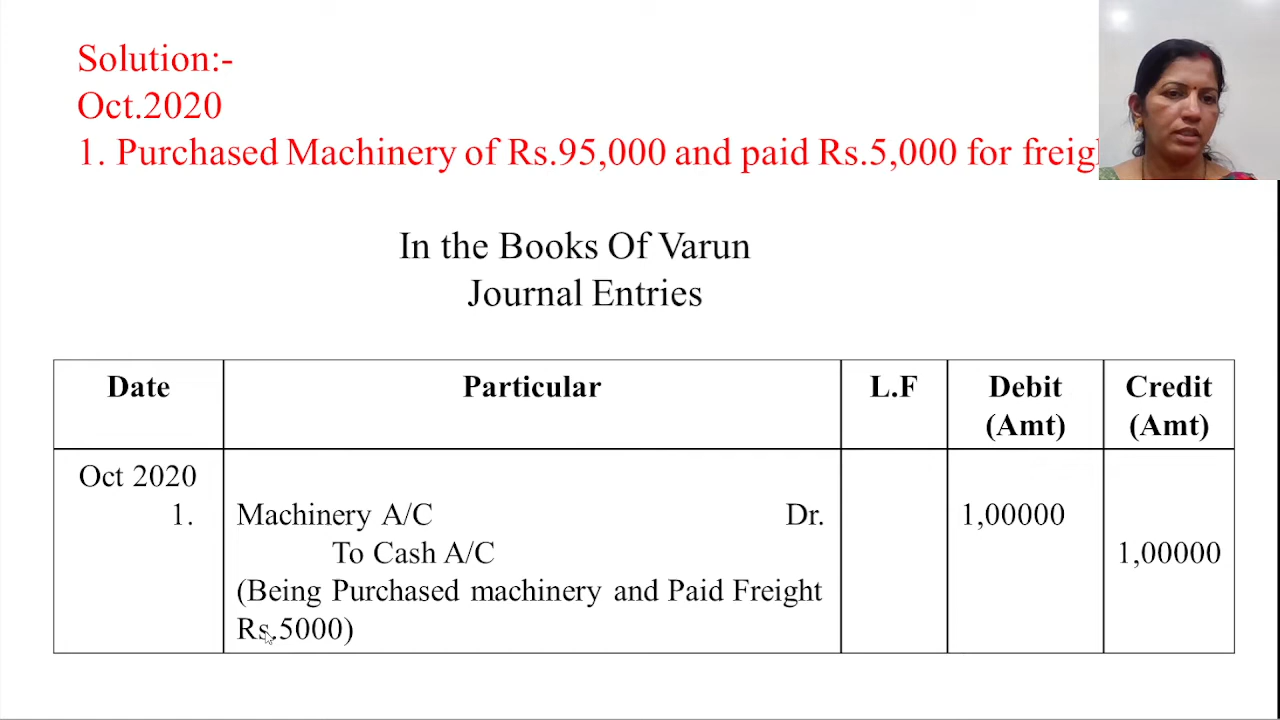 Solution:-
Oct.2020
1. Purchased Machinery of Rs.95,000 and paid Rs.5,000 for
In the Books Of Varun
Journal Entries
Date Particular L.F Debit (Amt) Credit (Amt)
Oct 2020
1. Machinery A/C Dr. 1,00000
To Cash A/C 1,00000
(Being Purchased machinery and Paid Freight
Rs.5000)